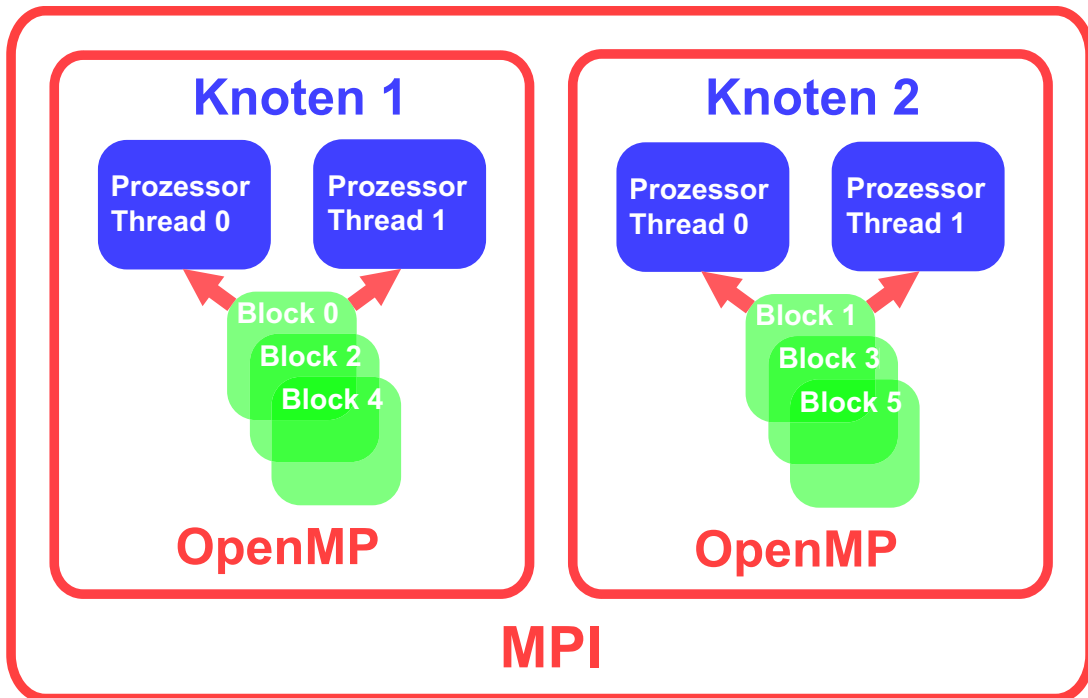 Knoten 1
Prozessor
Thread 0
Prozessor
Thread 1
Block 0
Block 2
Block 4
OpenMP
Knoten 2
Prozessor
Thread 0
Prozessor
Thread 1
Block 1
Block 3
Block 5
OpenMP
MPI